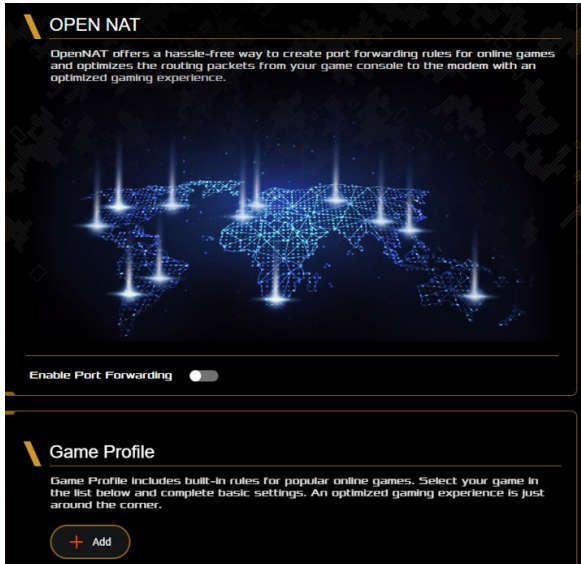 OPEN NAT
OpenNAT offers a hassle-free way to create port forwarding rules for online games
and optimizes the routing packets from your game console to the modem with an
optimized gaming experience.
Enable Port Forwarding
Game Profile
Game Profile includes built-in rules for popular online games. Select your game in
the list below and complete basic settings. An optimized gaming experience is just
around the corner.
+ Add